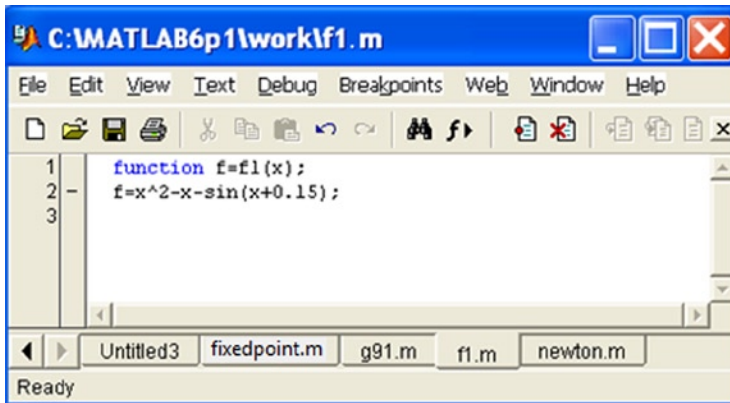 C:\MATLAB6p1\work\f1.m
File Edit View Text Debug Breakpoints Web Window Help
1 function f=f1(x);
2 - f=x^2-x-sin(x+0.15);
3
Untitled3 fixedpoint.m g91.m f1.m newton.m
Ready